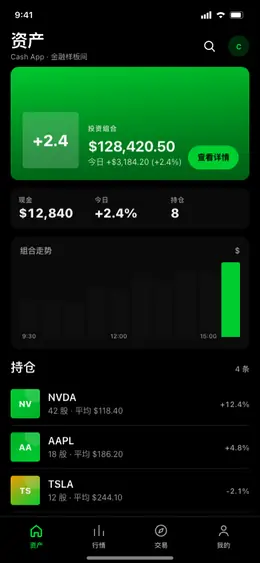 9:41
资产
Cash App · 金融样板间
C
+2.4
投资组合
$128,420.50
今日 +$3,184.20 (+2.4%)
查看详情
现金
今日
持仓
$12,840
+2.4%
8
组合走势
$
9:30
12:00
15:00
持仓
4 条
NV
NVDA
42 股 · 平均 $118.40
+12.4%
AA
AAPL
18 股 · 平均 $186.20
+4.8%
TS
TSLA
12 股 · 平均 $244.10
-2.1%
资产
行情
交易
我的